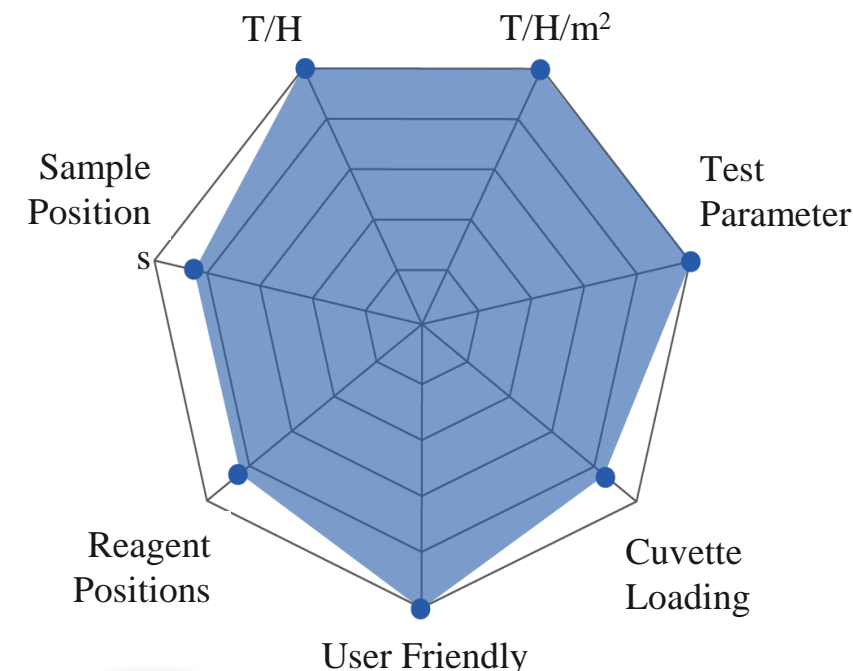 T/H
T/H/m²
Sample
Position
s
Test
Parameter
Reagent
Positions
Cuvette
Loading
User Friendly